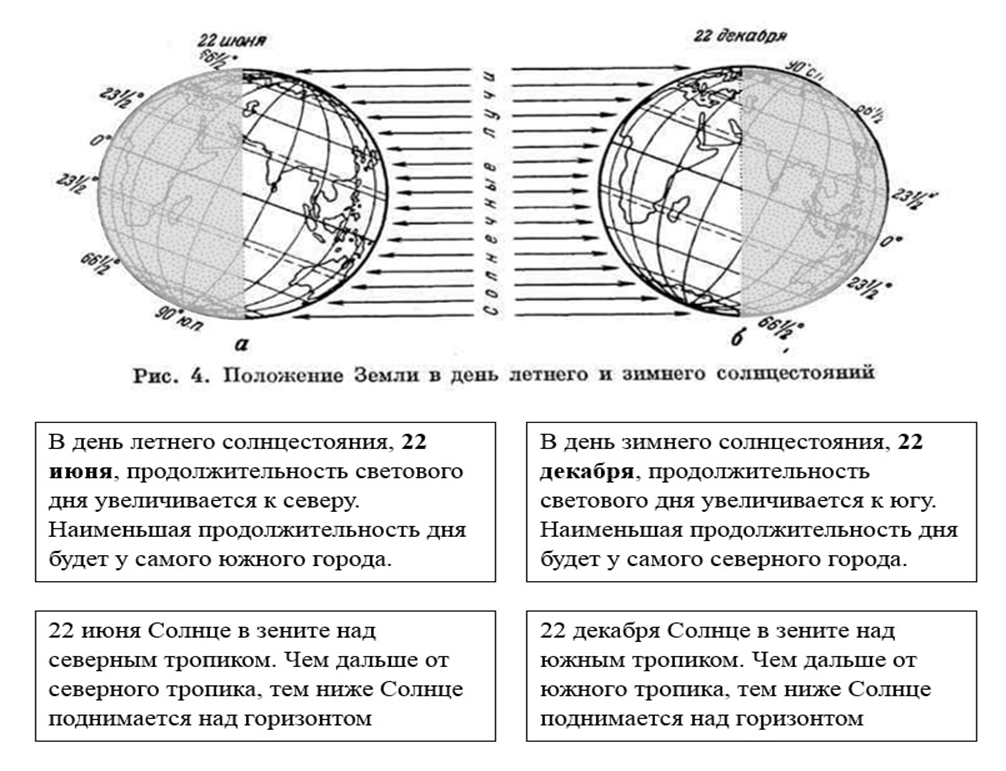 22 июня
66½°
23½°
0°
23½°
66½°
90° ю.п.
а
Солнечные лучи
22 декабря
90° с.п.
66½
23½°
0°
23½°
66½°
б
Рис. 4. Положение Земли в день летнего и зимнего солнцестояний
В день летнего солнцестояния, 22
июня, продолжительность светового
дня увеличивается к северу.
Наименьшая продолжительность дня
будет у самого южного города.
В день зимнего солнцестояния, 22
декабря, продолжительность
светового дня увеличивается к югу.
Наименьшая продолжительность дня
будет у самого северного города.
22 июня Солнце в зените над
северным тропиком. Чем дальше от
северного тропика, тем ниже Солнце
поднимается над горизонтом
22 декабря Солнце в зените над
южным тропиком. Чем дальше от
южного тропика, тем ниже Солнце
поднимается над горизонтом